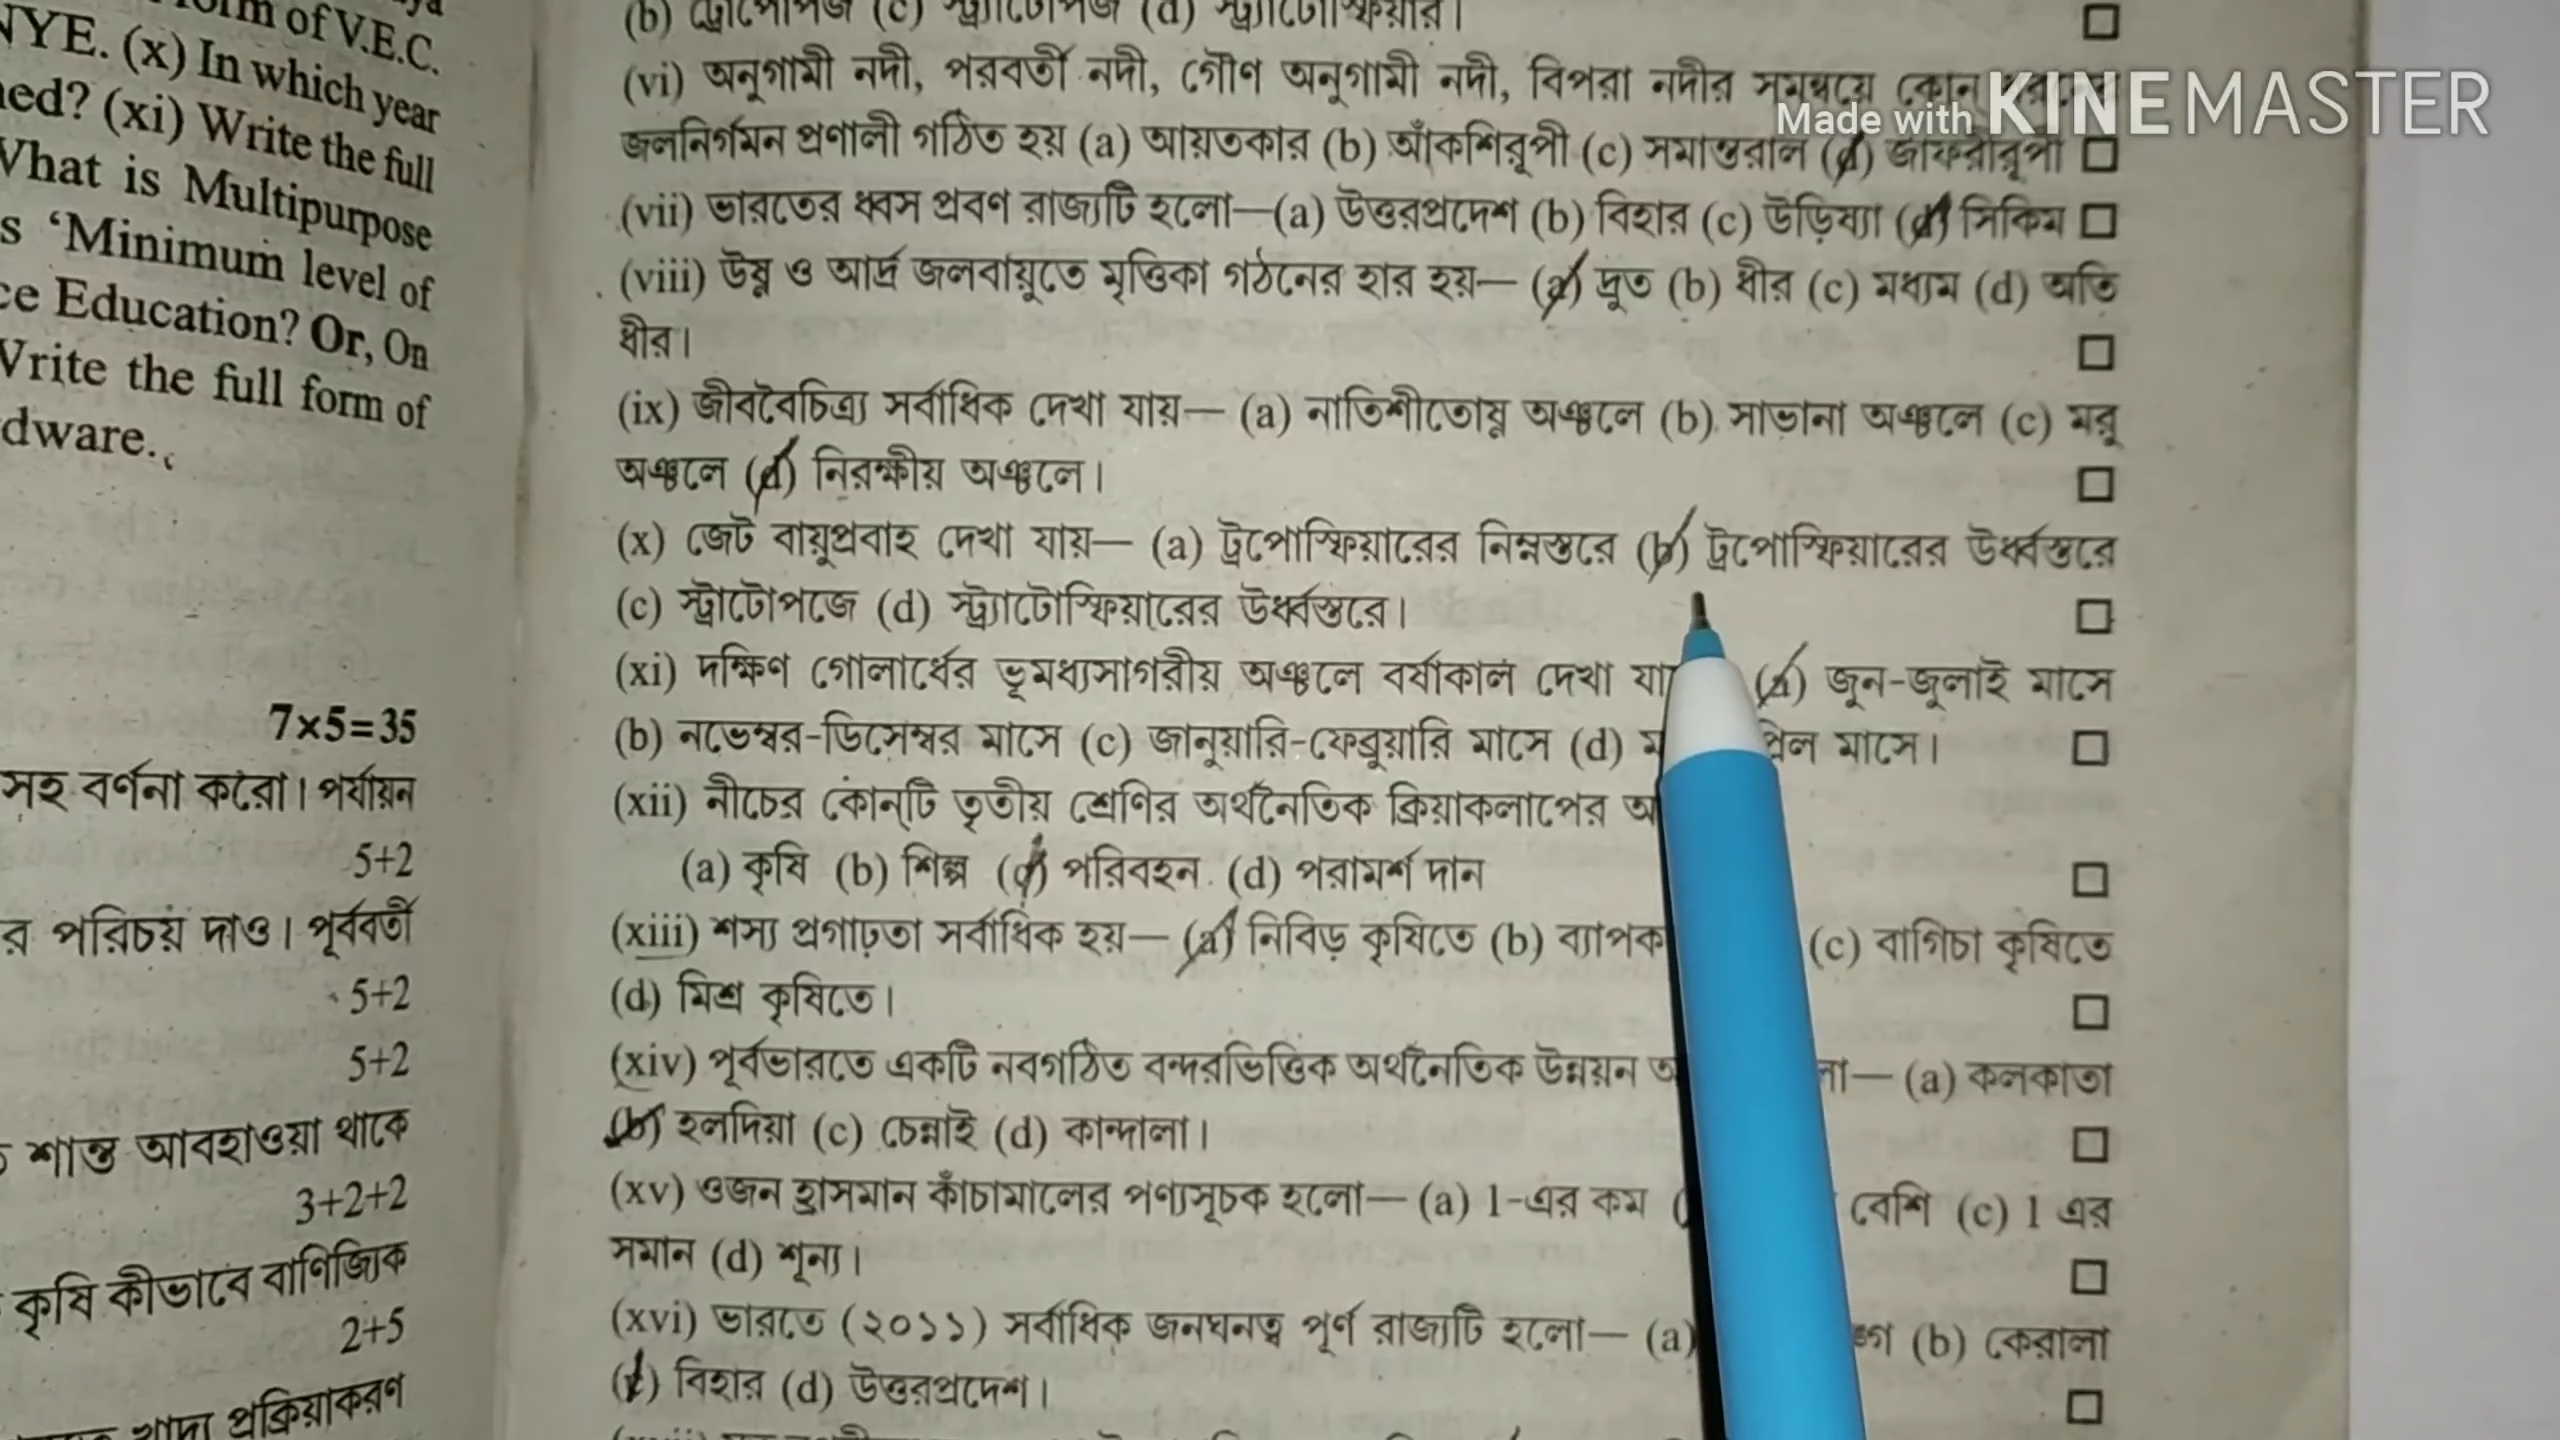 form of V.E.C.
NYE. (x) In which year
ned? (xi) Write the full
What is Multipurpose
s ‘Minimum level of
ce Education? Or, On
Write the full form of
dware.
7×5=35
সহ বর্ণনা করো। পর্যায়ন
5+2
র পরিচয় দাও। পূর্ববর্তী
5+2
5+2
শান্ত আবহাওয়া থাকে
3+2+2
কৃষি কীভাবে বাণিজ্যিক
2+5
খাদ্য প্রক্রিয়াকরণ
(b) ট্রোপোপজ (c) স্ট্র্যাটোপজ (d) স্ট্র্যাটোস্ফিয়ার।
(vi) অনুগামী নদী, পরবর্তী নদী, গৌণ অনুগামী নদী, বিপরা নদীর সমন্বয়ে কোন্
Made with KINEMASTER
জলনির্গমন প্রণালী গঠিত হয় (a) আয়তকার (b) আঁকশিরূপী (c) সমান্তরাল (d) জাফরীরূপী
(vii) ভারতের ধ্বস প্রবণ রাজ্যটি হলো—(a) উত্তরপ্রদেশ (b) বিহার (c) উড়িষ্যা (d) সিকিম
(viii) উষ্ণ ও আর্দ্র জলবায়ুতে মৃত্তিকা গঠনের হার হয়— (a) দ্রুত (b) ধীর (c) মধ্যম (d) অতি
ধীর।
(ix) জীববৈচিত্র্য সর্বাধিক দেখা যায়— (a) নাতিশীতোষ্ণ অঞ্চলে (b) সাভানা অঞ্চলে (c) মরু
অঞ্চলে (d) নিরক্ষীয় অঞ্চলে।
(x) জেট বায়ুপ্রবাহ দেখা যায়— (a) ট্রপোস্ফিয়ারের নিম্নস্তরে (b) ট্রপোস্ফিয়ারের উর্ধ্বস্তরে
(c) স্ট্রাটোপজে (d) স্ট্র্যাটোস্ফিয়ারের উর্ধ্বস্তরে।
(xi) দক্ষিণ গোলার্ধের ভূমধ্যসাগরীয় অঞ্চলে বর্ষাকাল দেখা যা (a) জুন-জুলাই মাসে
(b) নভেম্বর-ডিসেম্বর মাসে (c) জানুয়ারি-ফেব্রুয়ারি মাসে (d) ম প্রিল মাসে।
(xii) নীচের কোন্‌টি তৃতীয় শ্রেণির অর্থনৈতিক ক্রিয়াকলাপের অ
(a) কৃষি (b) শিল্প (c) পরিবহন (d) পরামর্শ দান
(xiii) শস্য প্রগাঢ়তা সর্বাধিক হয়— (a) নিবিড় কৃষিতে (b) ব্যাপক (c) বাগিচা কৃষিতে
(d) মিশ্র কৃষিতে।
(xiv) পূর্বভারতে একটি নবগঠিত বন্দরভিত্তিক অর্থনৈতিক উন্নয়ন অ লা— (a) কলকাতা
(b) হলদিয়া (c) চেন্নাই (d) কান্দালা।
(xv) ওজন হ্রাসমান কাঁচামালের পণ্যসূচক হলো— (a) 1-এর কম বেশি (c) 1 এর
সমান (d) শূন্য।
(xvi) ভারতে (২০১১) সর্বাধিক জনঘনত্ব পূর্ণ রাজ্যটি হলো— (a) (b) কেরালা
(c) বিহার (d) উত্তরপ্রদেশ।